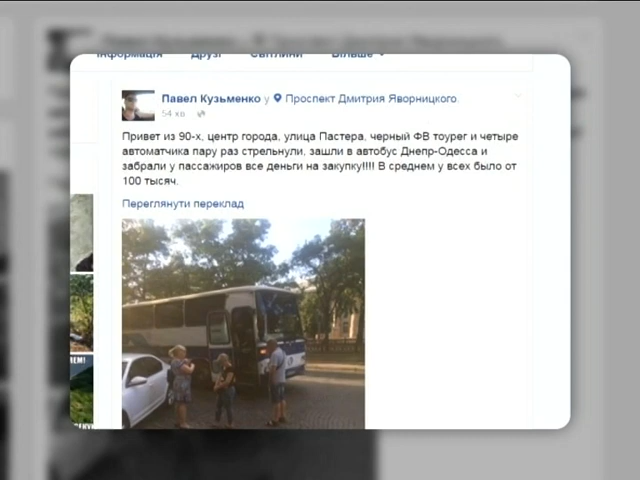 Інформація Друзі Світлини Більше
Павел Кузьменко у Проспект Дмитрия Яворницкого.
54 хв
Привет из 90-х, центр города, улица Пастера, черный ФВ тоурег и четыре
автоматчика пару раз стрельнули, зашли в автобус Днепр-Одесса и
забрали у пассажиров все деньги на закупку!!!! В среднем у всех было от
100 тысяч.
Переглянути переклад